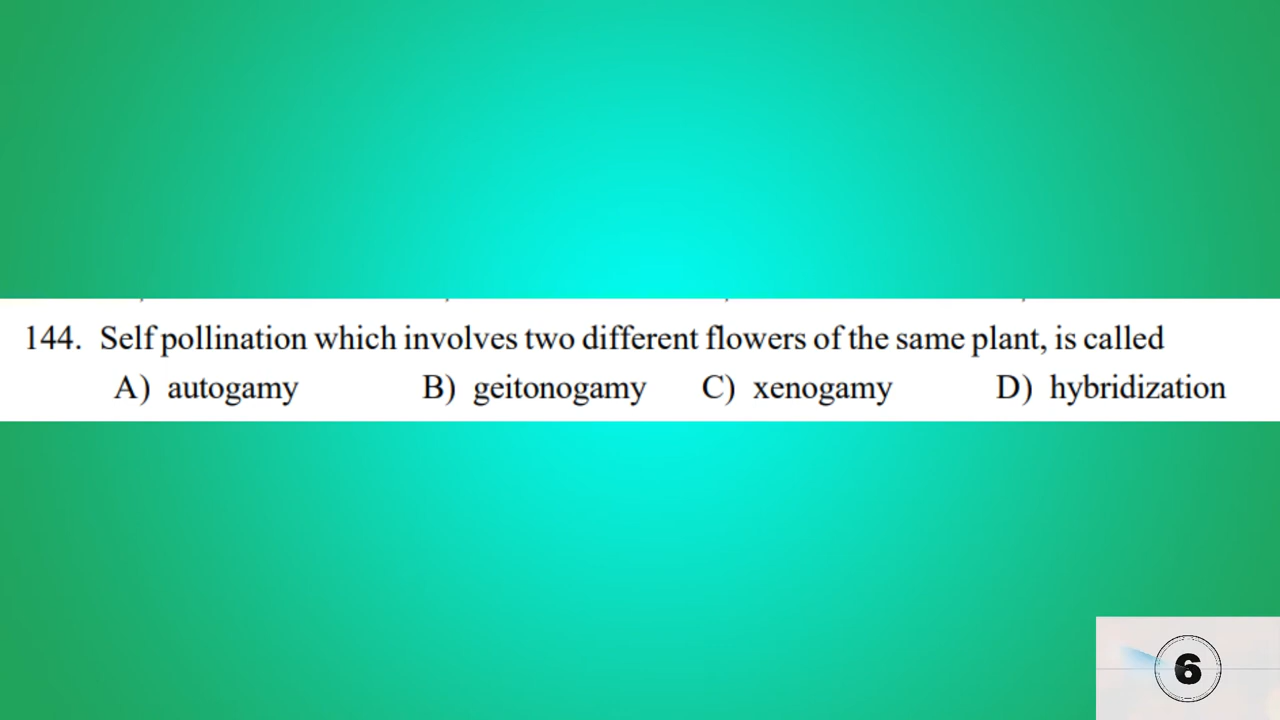 144. Self pollination which involves two different flowers of the same plant, is called
A) autogamy B) geitonogamy C) xenogamy D) hybridization
6